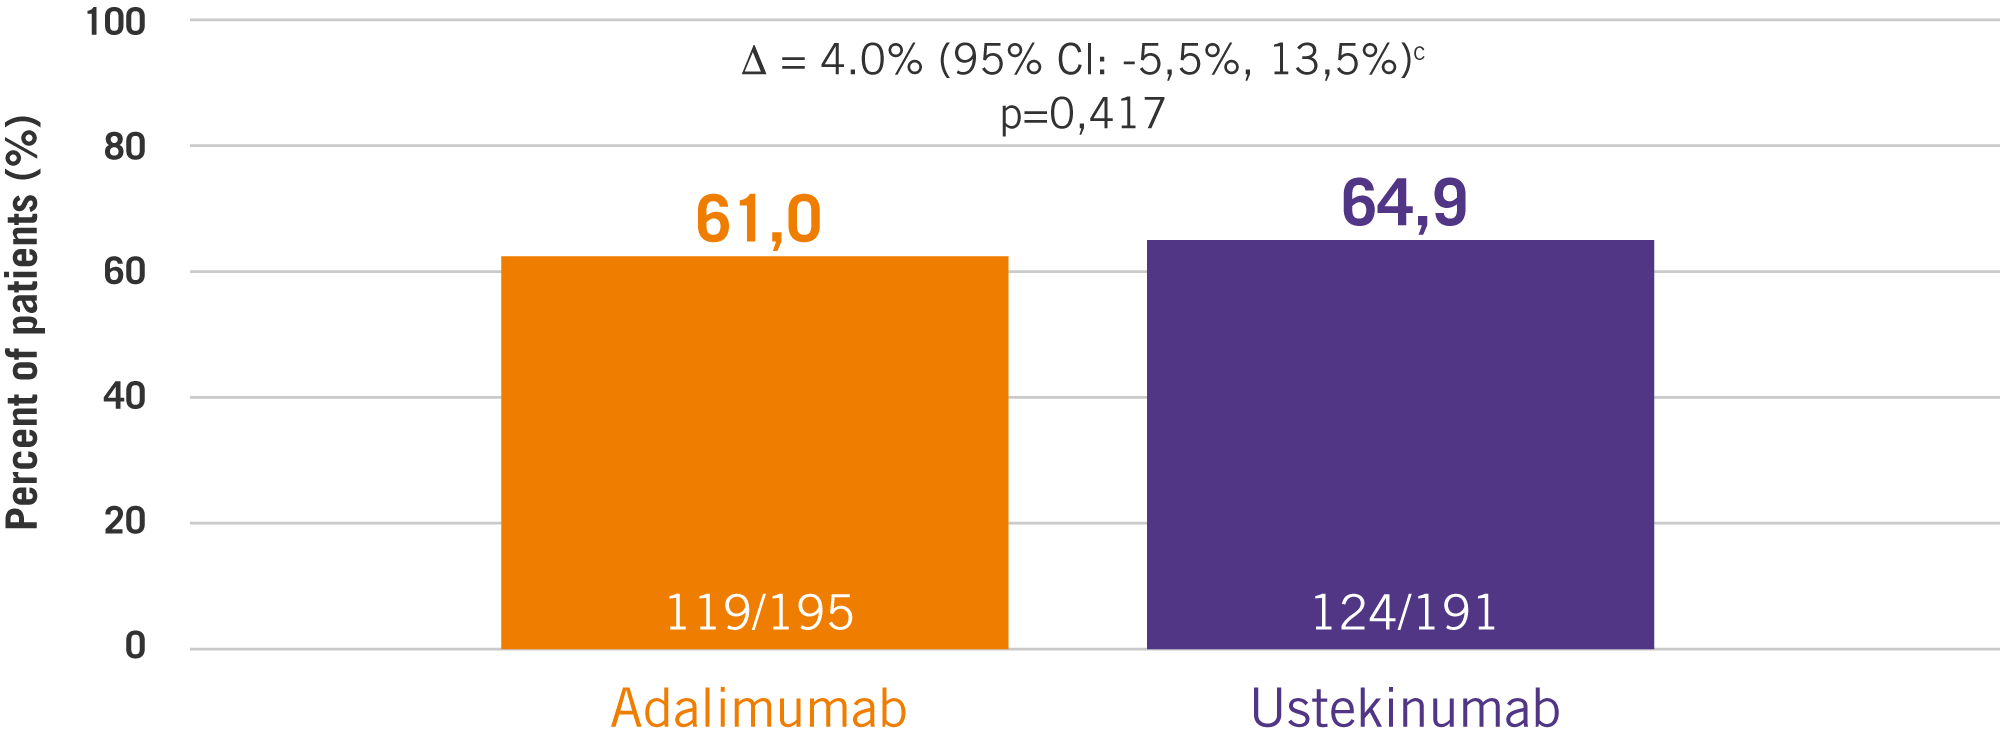 100
Δ = 4.0% (95% CI: -5,5%, 13,5%)ᶜ
p=0,417
80
61,0
64,9
60
40
20
119/195
124/191
0
Percent of patients (%)
Adalimumab
Ustekinumab